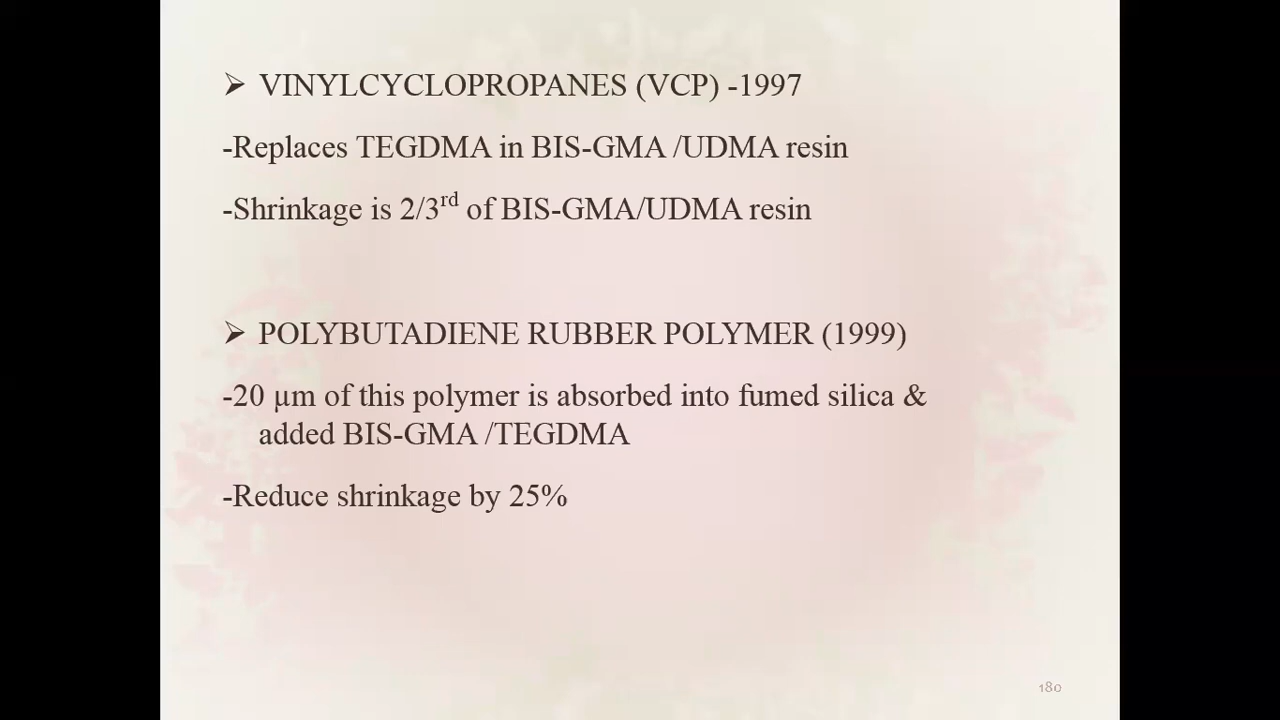 ➢ VINYLCYCLOPROPANES (VCP) -1997
-Replaces TEGDMA in BIS-GMA /UDMA resin
-Shrinkage is 2/3rd of BIS-GMA/UDMA resin
➢ POLYBUTADIENE RUBBER POLYMER (1999)
-20 µm of this polymer is absorbed into fumed silica &
added BIS-GMA /TEGDMA
-Reduce shrinkage by 25%
180